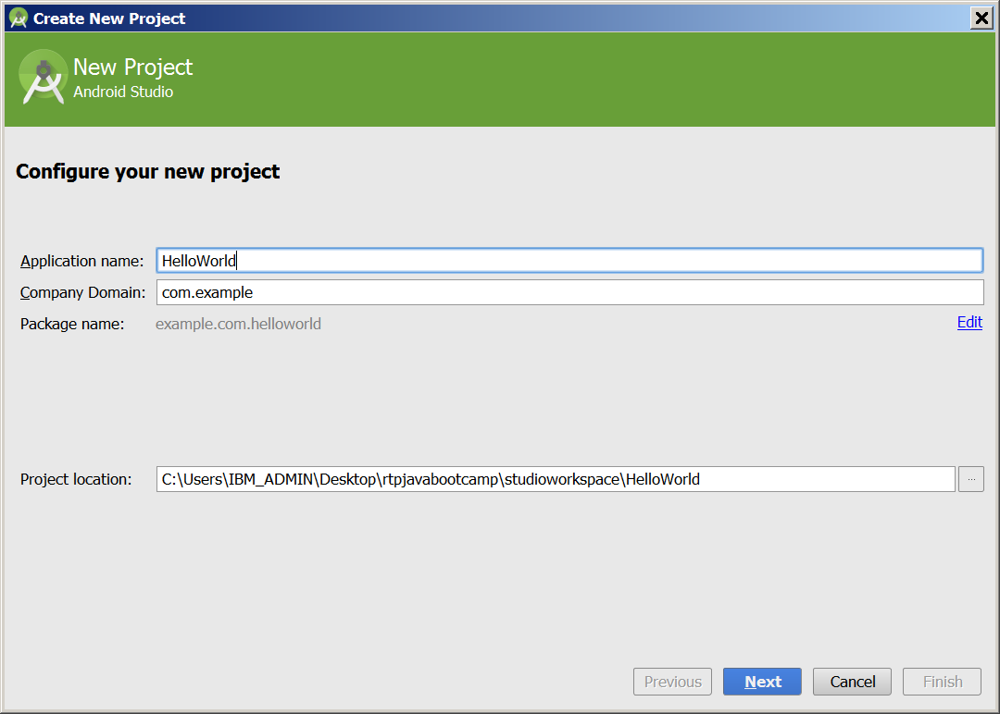 Create New Project
New Project
Android Studio
Configure your new project
Application name: HelloWorld
Company Domain: com.example
Package name: example.com.helloworld Edit
Project location: C:\Users\IBM_ADMIN\Desktop\rtpjavabootcamp\studioworkspace\HelloWorld ...
Previous Next Cancel Finish